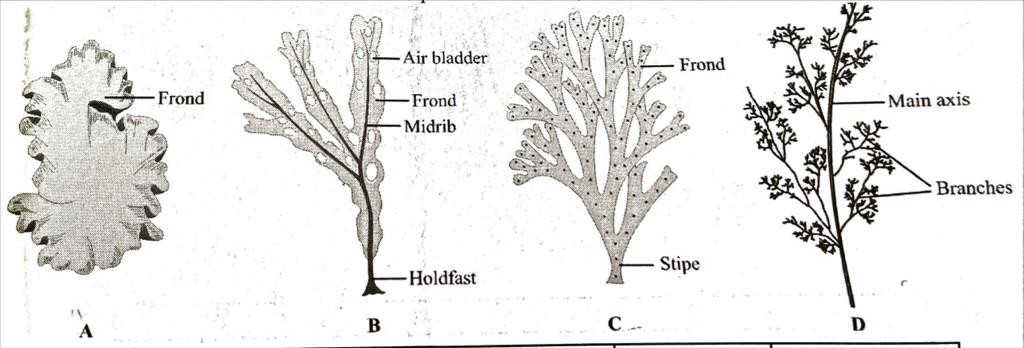 Frond
Air bladder
Frond
Midrib
Holdfast
Frond
Stipe
Main axis
Branches
A
B
C
D